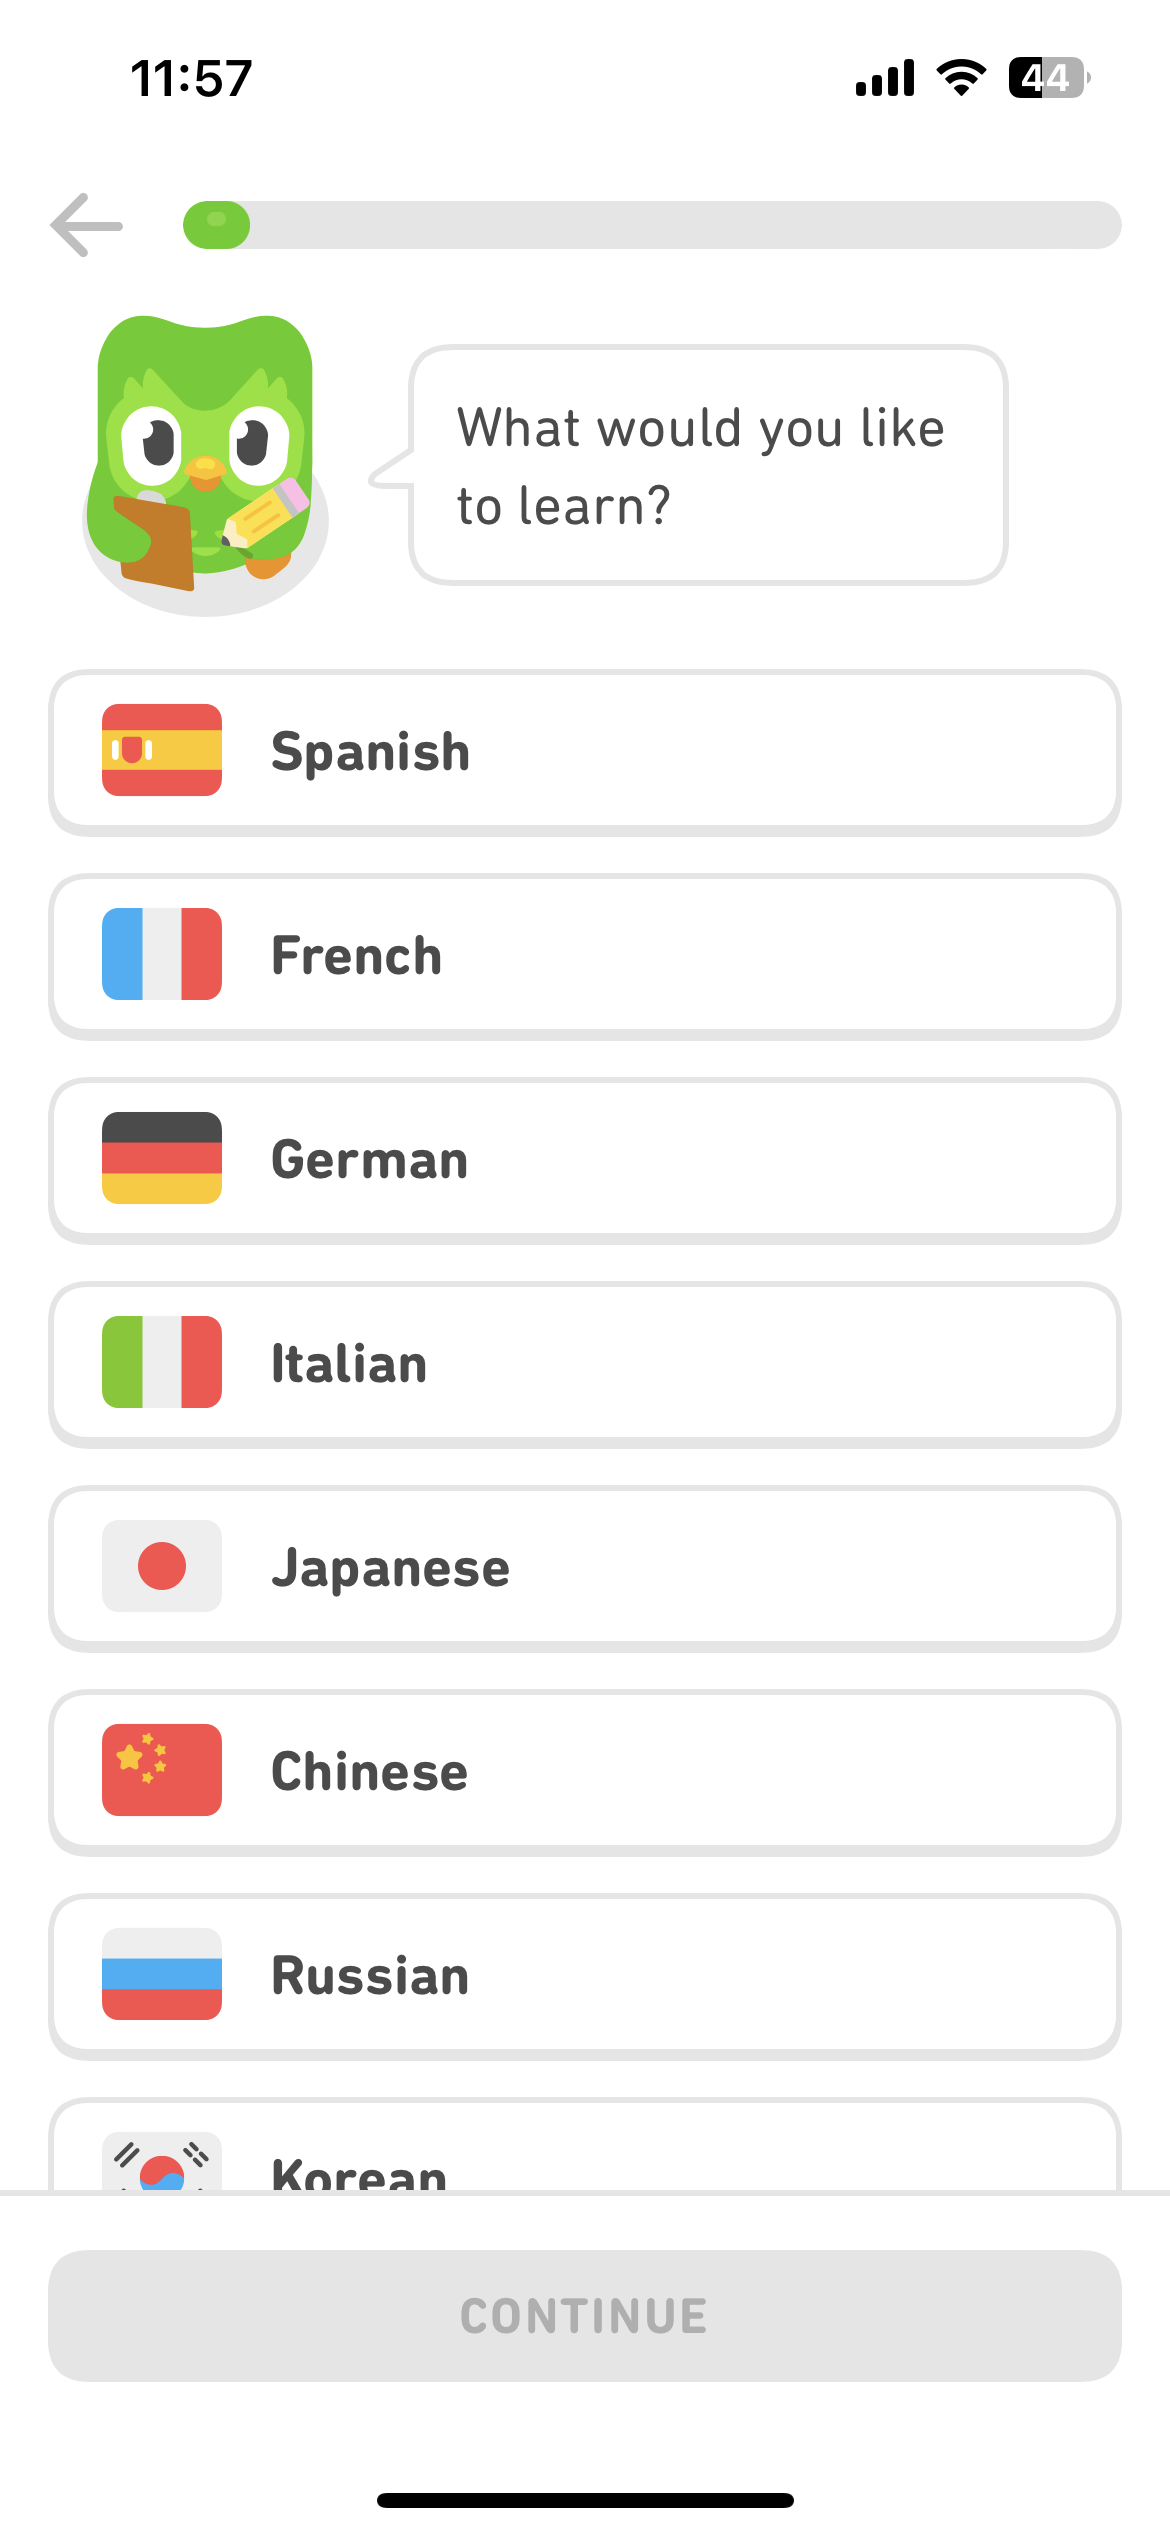 11:57
44
What would you like
to learn?
Spanish
French
German
Italian
Japanese
Chinese
Russian
Korean
CONTINUE